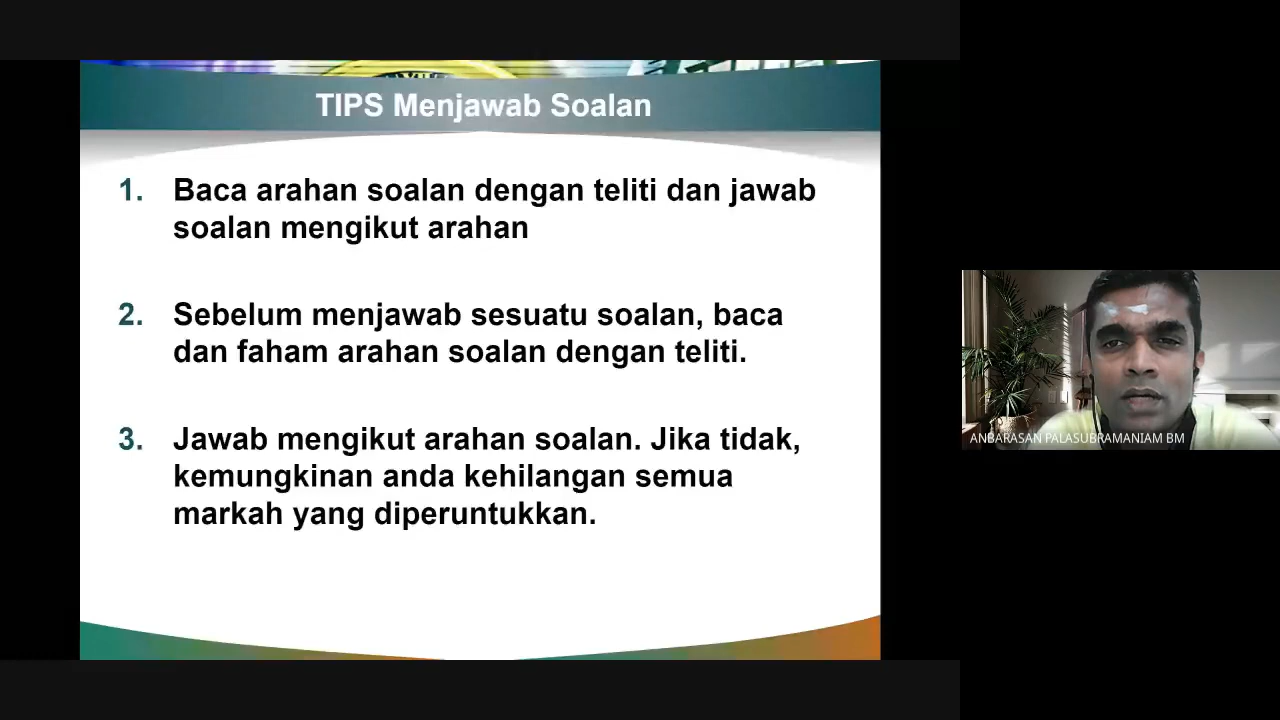 TIPS Menjawab Soalan
1. Baca arahan soalan dengan teliti dan jawab
soalan mengikut arahan
2. Sebelum menjawab sesuatu soalan, baca
dan faham arahan soalan dengan teliti.
3. Jawab mengikut arahan soalan. Jika tidak,
kemungkinan anda kehilangan semua
markah yang diperuntukkan.
ANBARASAN PALASUBRAMANIAM BM